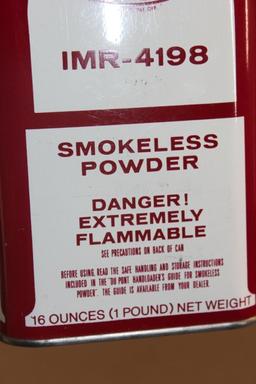 PAT. OFF.
IMR-4198
SMOKELESS
POWDER
DANGER!
EXTREMELY
FLAMMABLE
SEE PRECAUTIONS ON BACK OF CAN
BEFORE USING, READ THE SAFE HANDLING AND STORAGE INSTRUCTIONS
INCLUDED IN THE "DU PONT HANDLOADER'S GUIDE FOR SMOKELESS
POWDER". THE GUIDE IS AVAILABLE FROM YOUR DEALER.
16 OUNCES (1 POUND) NET WEIGHT